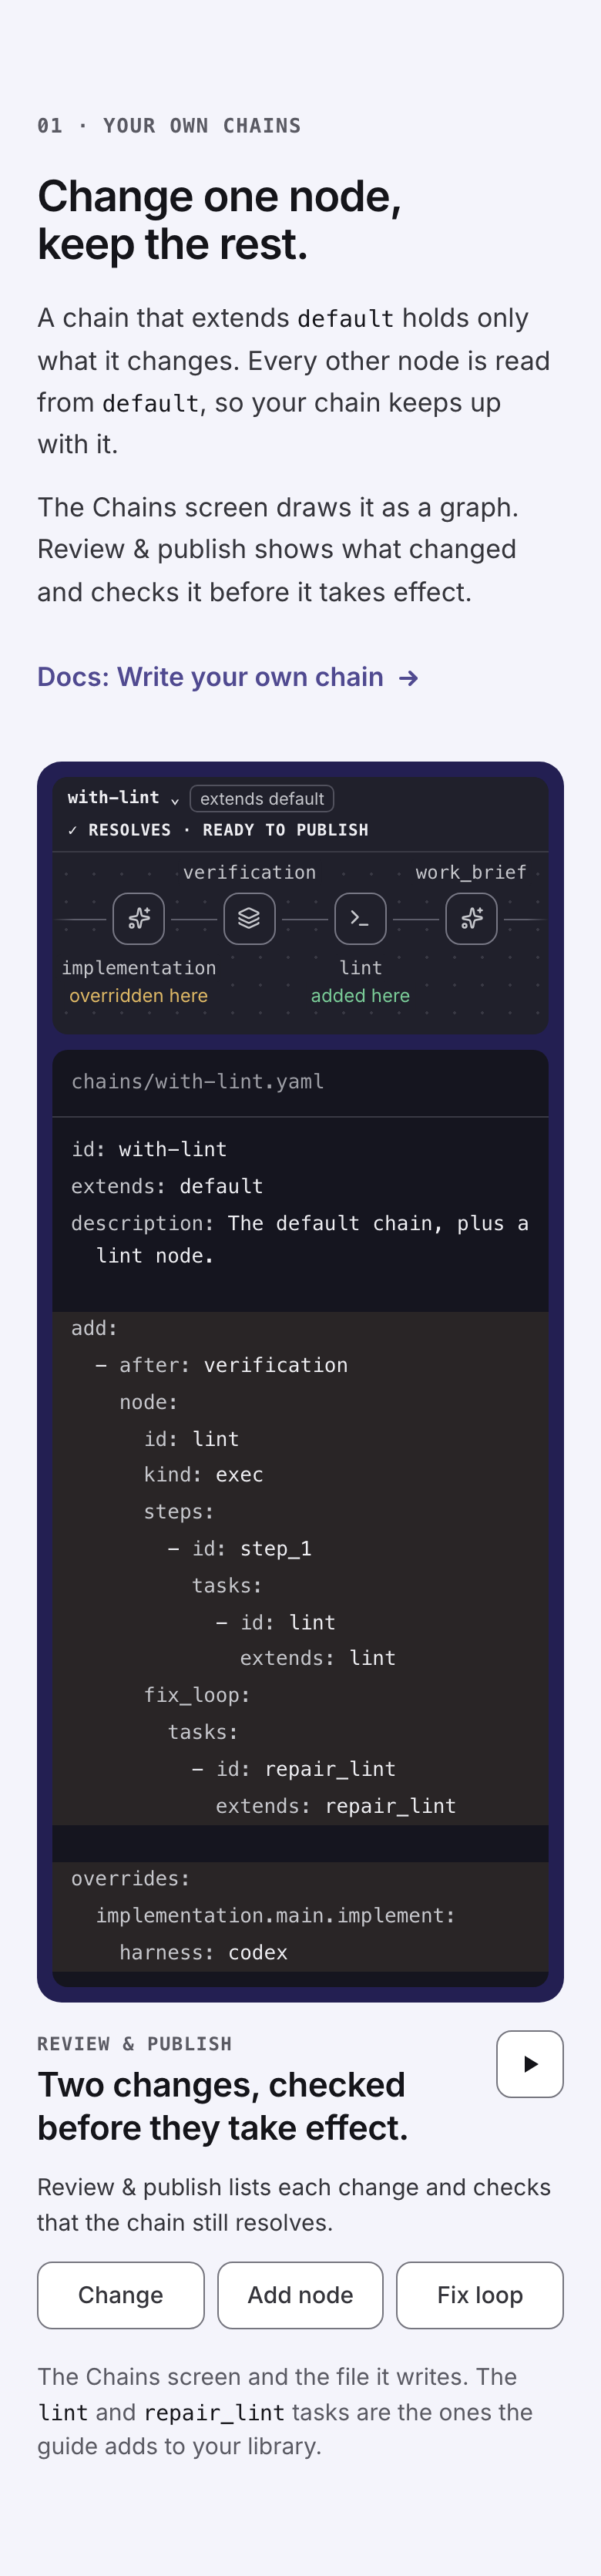 01 · YOUR OWN CHAINS
Change one node,
keep the rest.
A chain that extends default holds only
what it changes. Every other node is read
from default, so your chain keeps up
with it.
The Chains screen draws it as a graph.
Review & publish shows what changed
and checks it before it takes effect.
Docs: Write your own chain →
with-lint ⌄ extends default
✓ RESOLVES · READY TO PUBLISH
verification work_brief
implementation lint
overridden here added here
chains/with-lint.yaml
id: with-lint
extends: default
description: The default chain, plus a
lint node.
add:
- after: verification
node:
id: lint
kind: exec
steps:
- id: step_1
tasks:
- id: lint
extends: lint
fix_loop:
tasks:
- id: repair_lint
extends: repair_lint
overrides:
implementation.main.implement:
harness: codex
REVIEW & PUBLISH
Two changes, checked
before they take effect.
Review & publish lists each change and checks
that the chain still resolves.
Change Add node Fix loop
The Chains screen and the file it writes. The
lint and repair_lint tasks are the ones the
guide adds to your library.